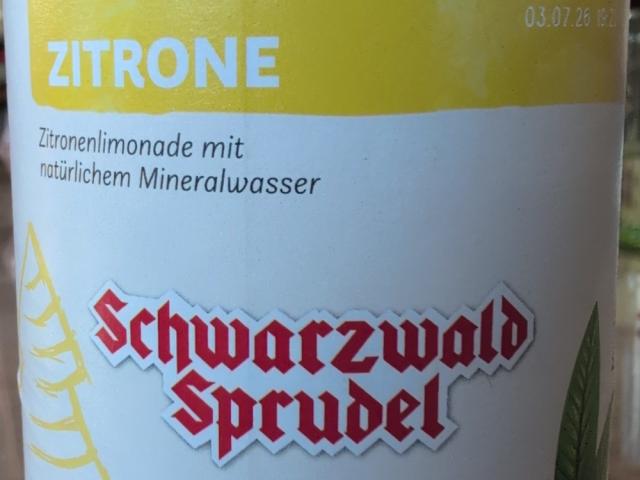 03.07.26
ZITRONE
Zitronenlimonade mit
natürlichem Mineralwasser
Schwarzwald
Sprudel